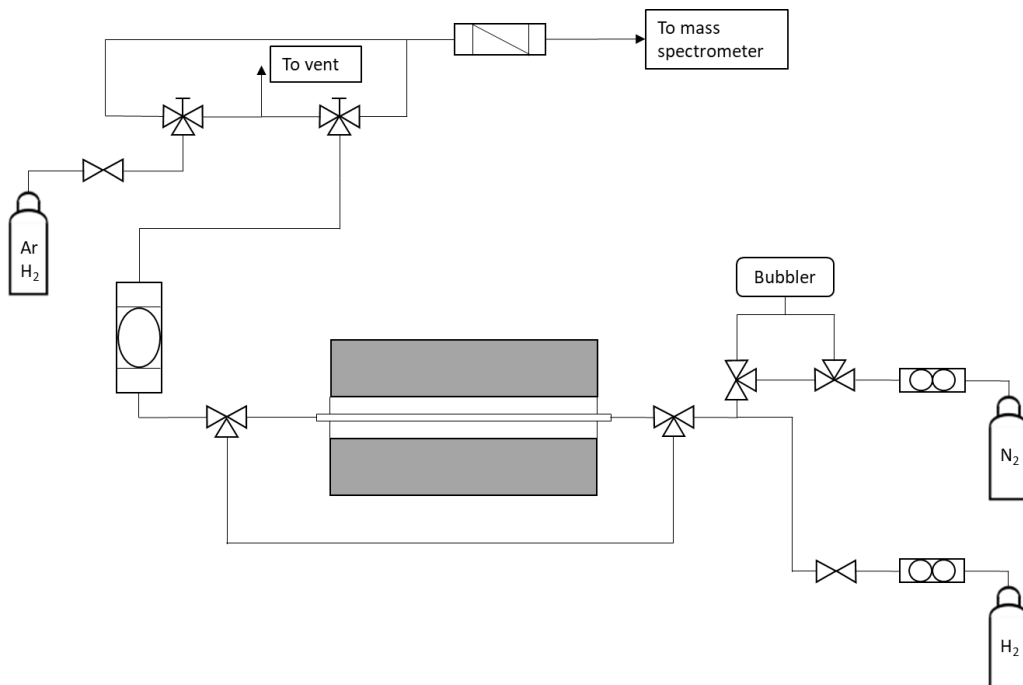 To mass
spectrometer
To vent
Ar
H₂
Bubbler
N₂
H₂